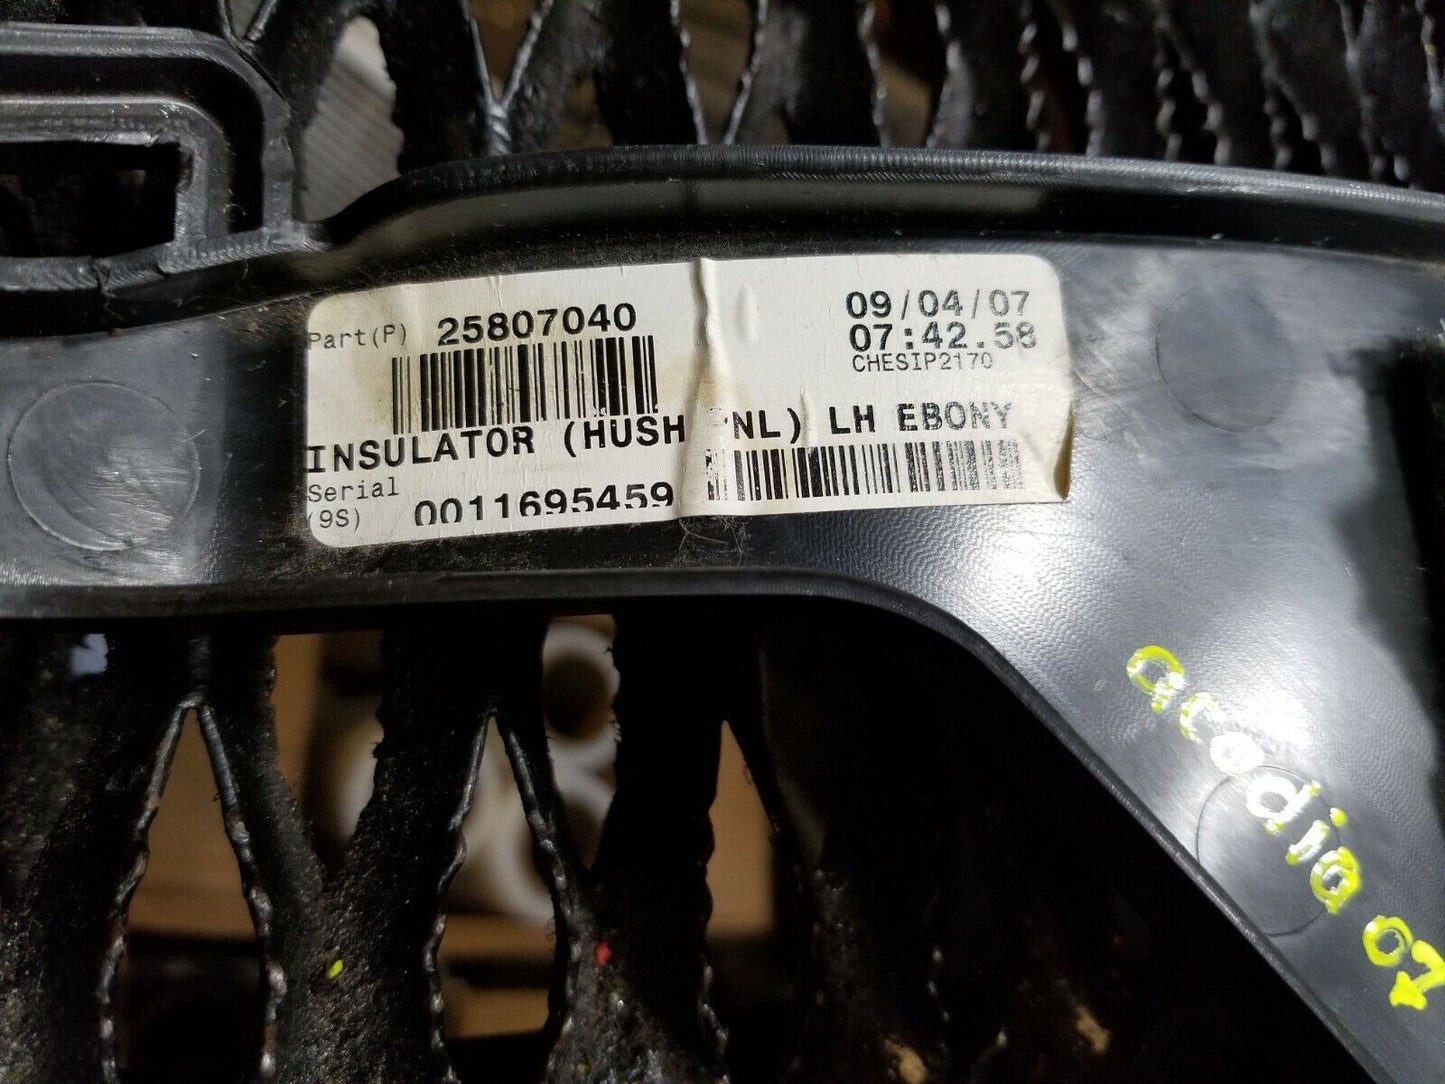 Part(P) 25807040
09/04/07
07:42.58
CHESIP2170
INSULATOR (HUSH PNL) LH EBONY
Serial
(9S) 0011695459
acadia 07